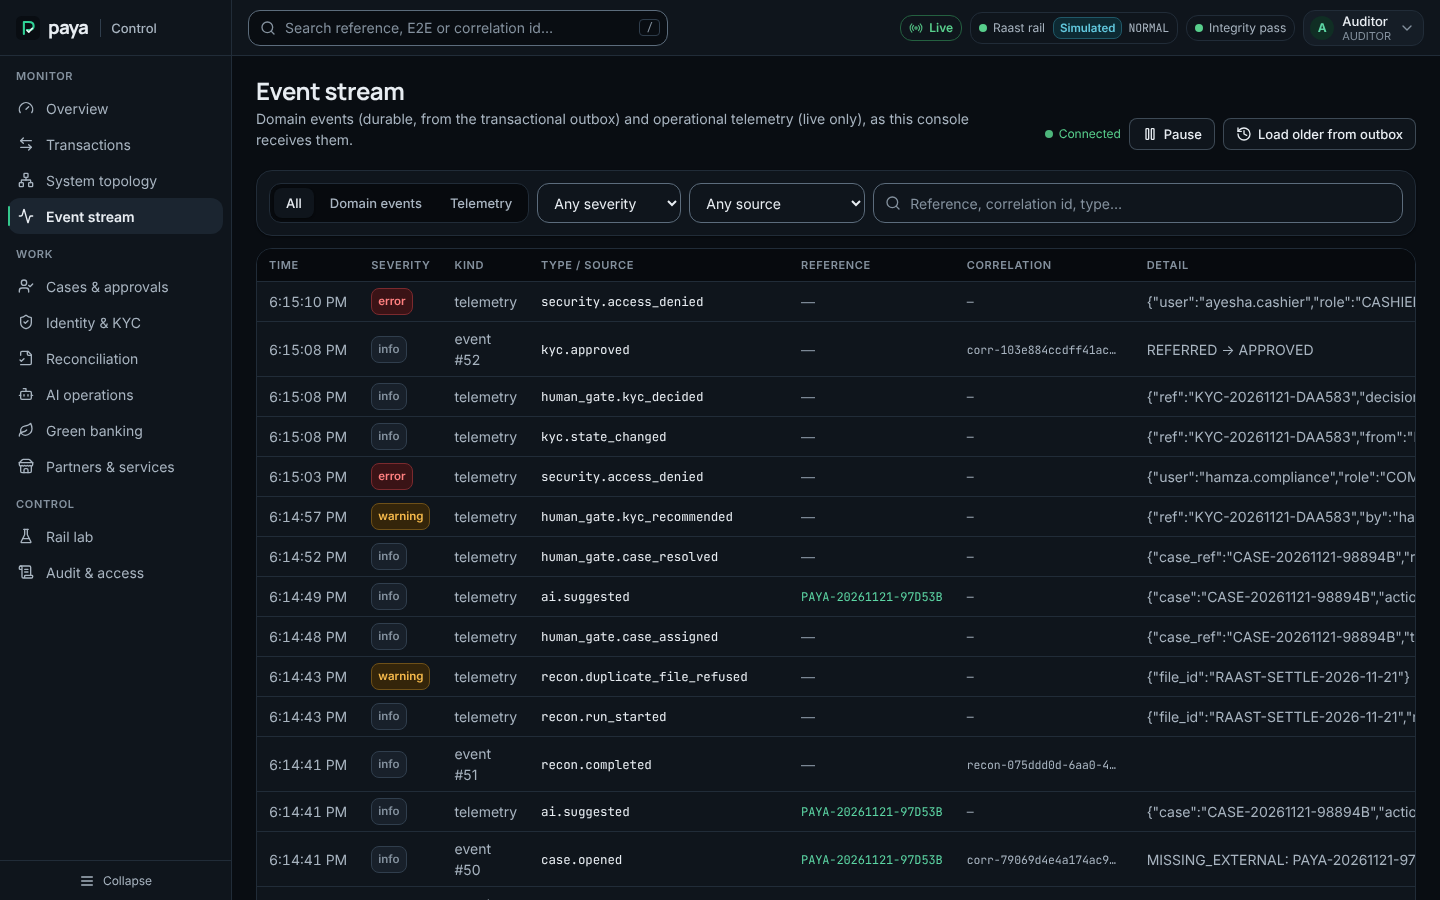 paya Control
Search reference, E2E or correlation id... /
Live
Raast rail Simulated NORMAL
Integrity pass
A Auditor
AUDITOR
MONITOR
Overview
Transactions
System topology
Event stream
WORK
Cases & approvals
Identity & KYC
Reconciliation
AI operations
Green banking
Partners & services
CONTROL
Rail lab
Audit & access
Collapse
Event stream
Domain events (durable, from the transactional outbox) and operational telemetry (live only), as this console
receives them.
Connected Pause Load older from outbox
All Domain events Telemetry Any severity Any source Reference, correlation id, type...
TIME SEVERITY KIND TYPE / SOURCE REFERENCE CORRELATION DETAIL
6:15:10 PM error telemetry security.access_denied — – {"user":"ayesha.cashier","role":"CASHIE
6:15:08 PM info event #52 kyc.approved — corr-103e884ccdff41ac… REFERRED → APPROVED
6:15:08 PM info telemetry human_gate.kyc_decided — – {"ref":"KYC-20261121-DAA583","decisio
6:15:08 PM info telemetry kyc.state_changed — – {"ref":"KYC-20261121-DAA583","from":"
6:15:03 PM error telemetry security.access_denied — – {"user":"hamza.compliance","role":"COM
6:14:57 PM warning telemetry human_gate.kyc_recommended — – {"ref":"KYC-20261121-DAA583","by":"ha
6:14:52 PM info telemetry human_gate.case_resolved — – {"case_ref":"CASE-20261121-98894B","r
6:14:49 PM info telemetry ai.suggested PAYA-20261121-97D53B – {"case":"CASE-20261121-98894B","actio
6:14:48 PM info telemetry human_gate.case_assigned — – {"case_ref":"CASE-20261121-98894B","t
6:14:43 PM warning telemetry recon.duplicate_file_refused — – {"file_id":"RAAST-SETTLE-2026-11-21"}
6:14:43 PM info telemetry recon.run_started — – {"file_id":"RAAST-SETTLE-2026-11-21","
6:14:41 PM info event #51 recon.completed — recon-075ddd0d-6aa0-4…
6:14:41 PM info telemetry ai.suggested PAYA-20261121-97D53B – {"case":"CASE-20261121-98894B","actio
6:14:41 PM info event #50 case.opened PAYA-20261121-97D53B corr-79069d4e4a174ac9… MISSING_EXTERNAL: PAYA-20261121-97